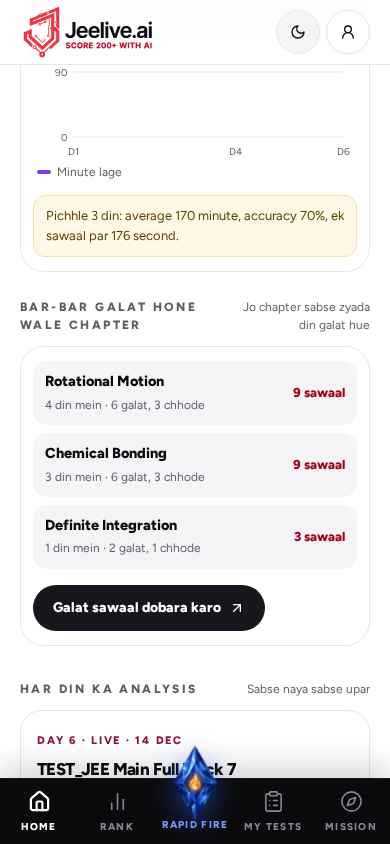 Jeelive.ai
SCORE 200+ WITH AI
90
0
D1 D4 D6
Minute lage
Pichhle 3 din: average 170 minute, accuracy 70%, ek
sawaal par 176 second.
BAR-BAR GALAT HONE
WALE CHAPTER
Jo chapter sabse zyada
din galat hue
Rotational Motion
4 din mein · 6 galat, 3 chhode
9 sawaal
Chemical Bonding
3 din mein · 6 galat, 3 chhode
9 sawaal
Definite Integration
1 din mein · 2 galat, 1 chhode
3 sawaal
Galat sawaal dobara karo
HAR DIN KA ANALYSIS
Sabse naya sabse upar
DAY 6 · LIVE · 14 DEC
TEST_JEE Main Full 7
HOME
RANK
RAPID FIRE
MY TESTS
MISSION